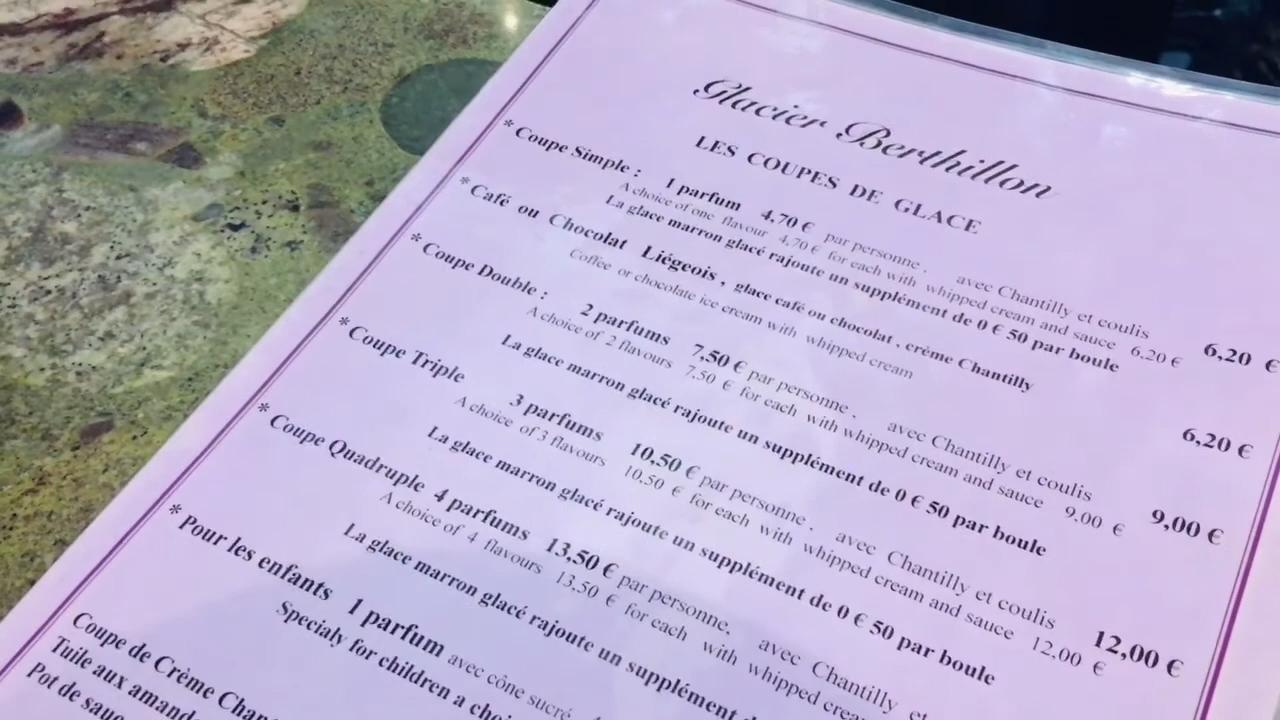 Glacier Berthillon
LES COUPES DE GLACE
* Coupe Simple : 1 parfum 4,70 € par personne . avec Chantilly et coulis 6,20 €
A choice of one flavour 4,70 € for each with whipped cream and sauce 6.20 €
La glace marron glacé rajoute un supplément de 0 € 50 par boule
* Café ou Chocolat Liégeois , glace café ou chocolat , crème Chantilly 6,20 €
Coffee or chocolate ice cream with whipped cream
* Coupe Double : 2 parfums 7,50 € par personne . avec Chantilly et coulis 9,00 €
A choice of 2 flavours 7.50 € for each with whipped cream and sauce 9.00 €
La glace marron glacé rajoute un supplément de 0 € 50 par boule
* Coupe Triple 3 parfums 10,50 € par personne . avec Chantilly et coulis 12,00 €
A choice of 3 flavours 10.50 € for each with whipped cream and sauce 12,00 €
La glace marron glacé rajoute un supplément de 0 € 50 par boule
* Coupe Quadruple 4 parfums 13,50 € par personne, avec Chantilly et
A choice of 4 flavours 13,50 € for each with whipped
La glace marron glacé rajoute un supplément
* Pour les enfants 1 parfum avec cône sucré
Specialy for children a
Coupe de Crème
Tuile aux
Pot de